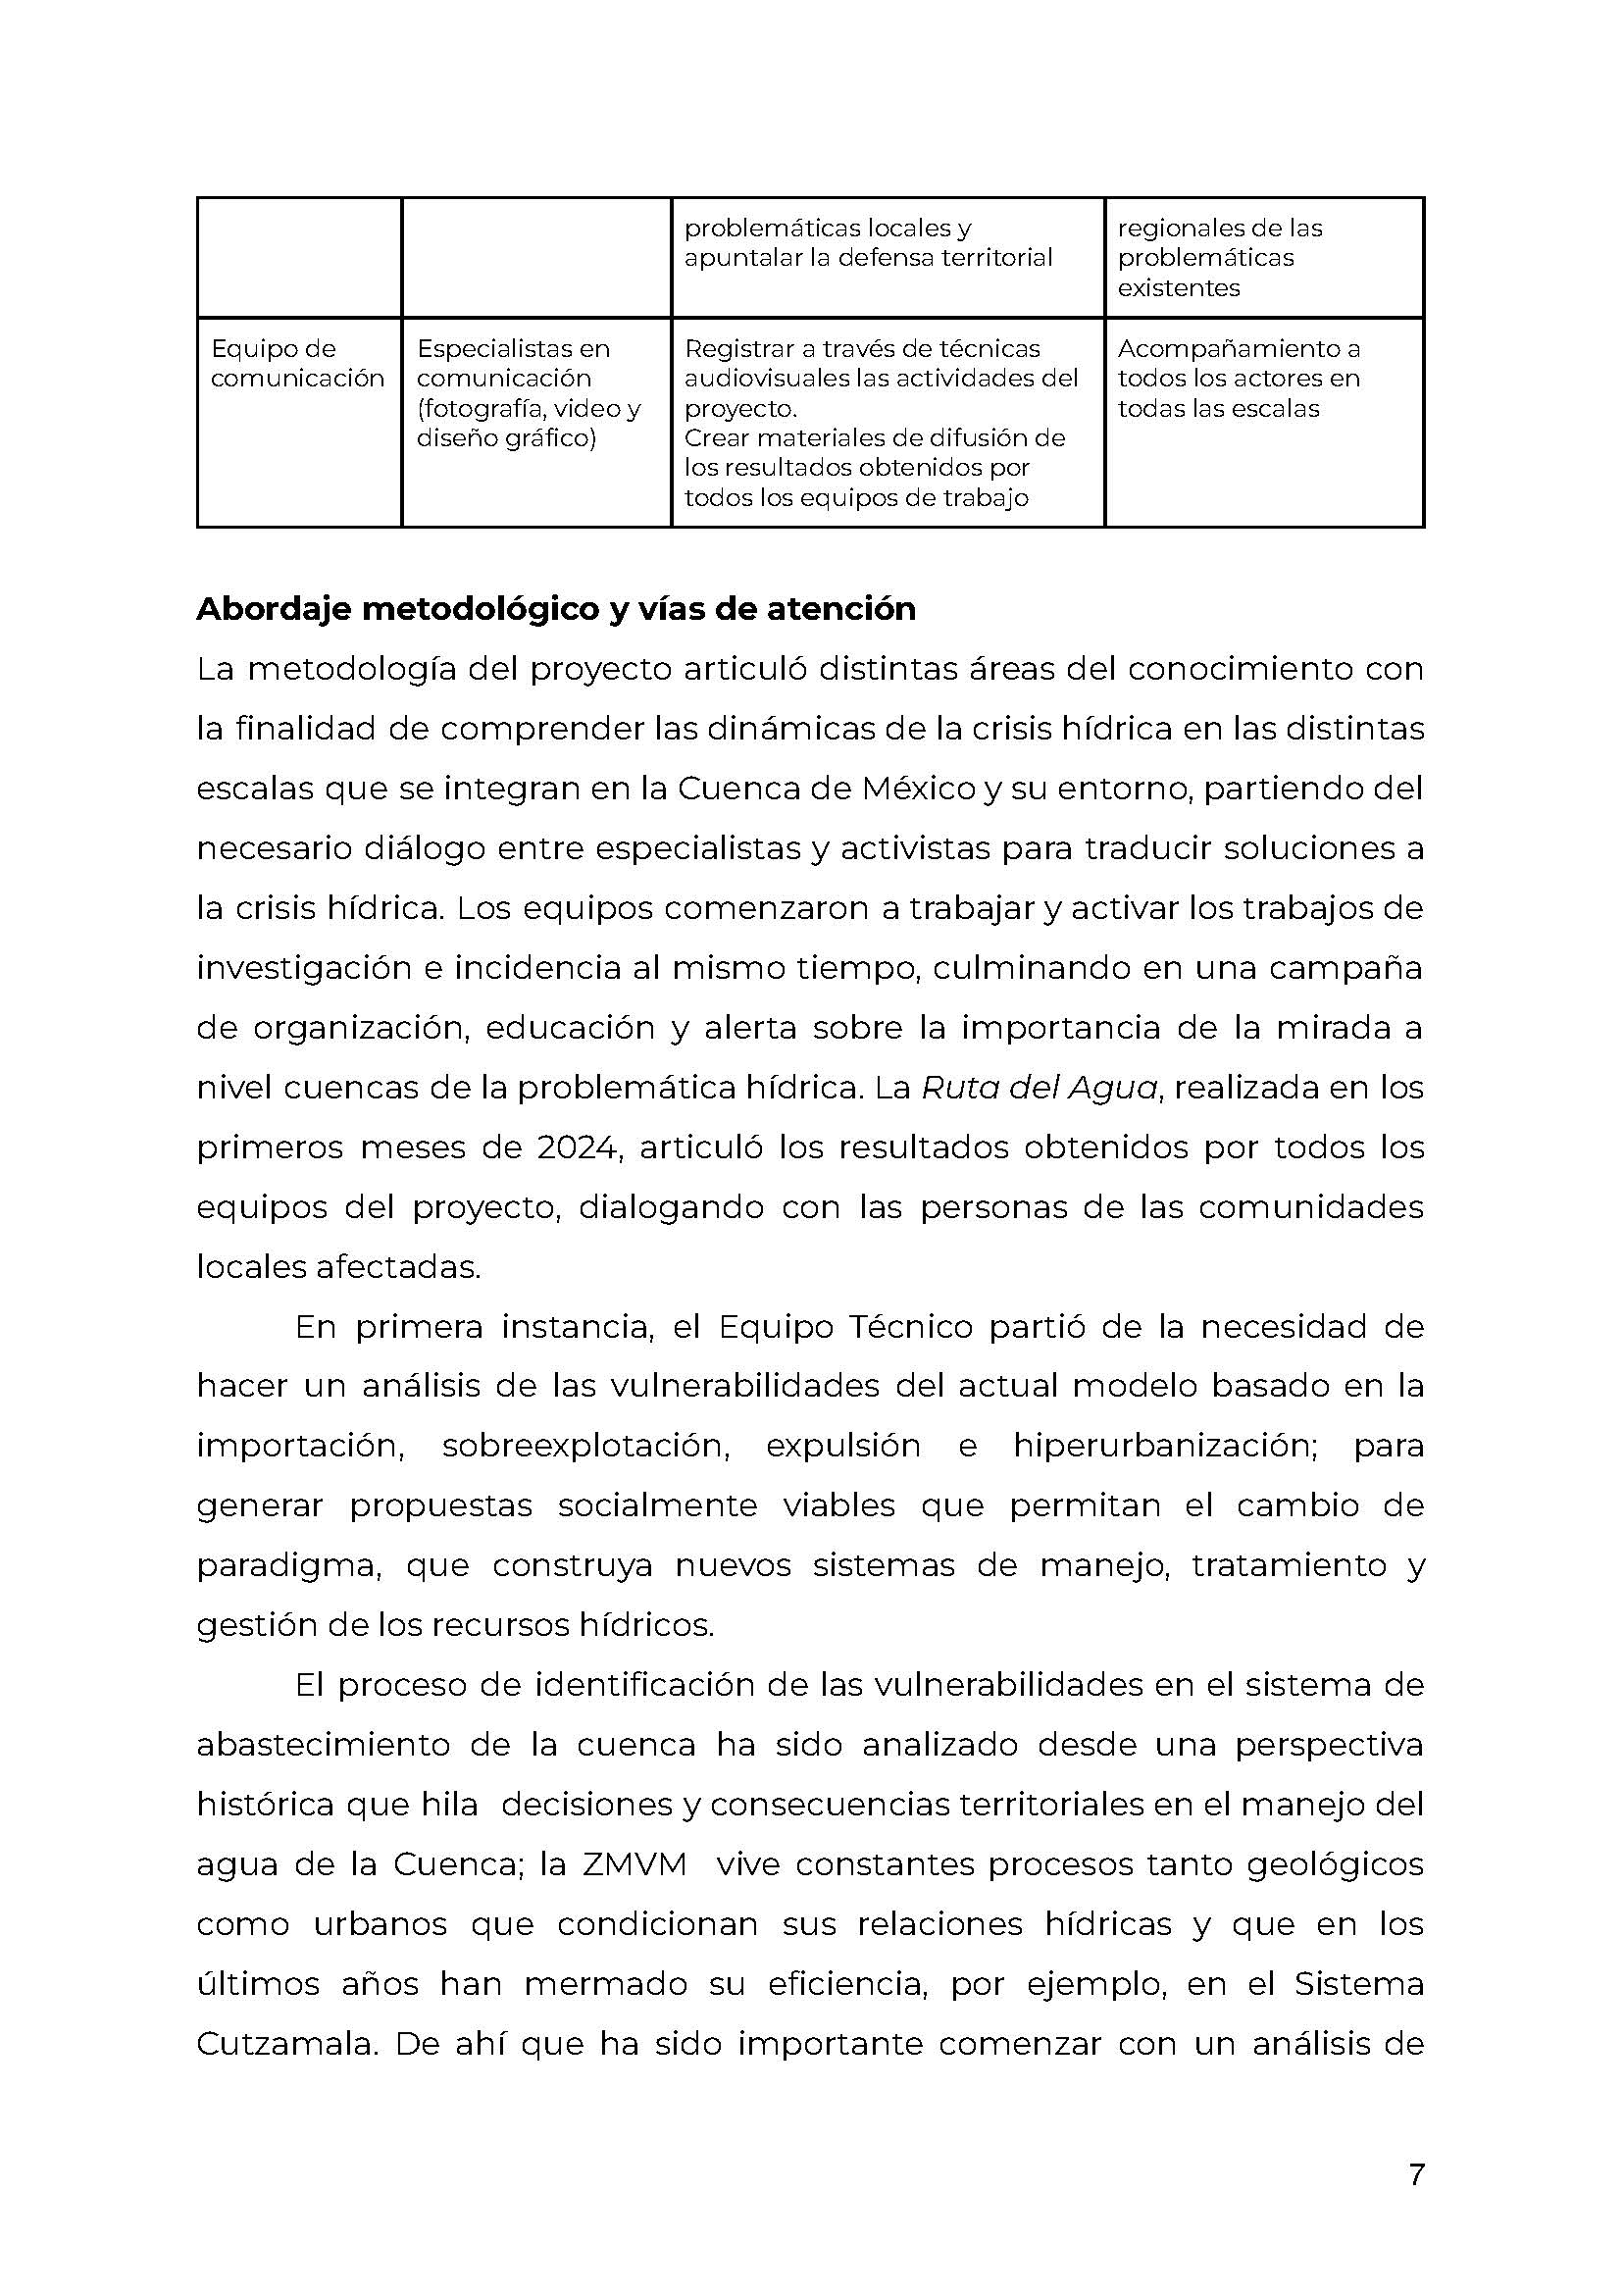 problemáticas locales y
apuntalar la defensa territorial
regionales de las
problemáticas
existentes
Equipo de
comunicación
Especialistas en
comunicación
(fotografía, video y
diseño gráfico)
Registrar a través de técnicas
audiovisuales las actividades del
proyecto.
Crear materiales de difusión de
los resultados obtenidos por
todos los equipos de trabajo
Acompañamiento a
todos los actores en
todas las escalas
Abordaje metodológico y vías de atención
La metodología del proyecto articuló distintas áreas del conocimiento con
la finalidad de comprender las dinámicas de la crisis hídrica en las distintas
escalas que se integran en la Cuenca de México y su entorno, partiendo del
necesario diálogo entre especialistas y activistas para traducir soluciones a
la crisis hídrica. Los equipos comenzaron a trabajar y activar los trabajos de
investigación e incidencia al mismo tiempo, culminando en una campaña
de organización, educación y alerta sobre la importancia de la mirada a
nivel cuencas de la problemática hídrica. La Ruta del Agua, realizada en los
primeros meses de 2024, articuló los resultados obtenidos por todos los
equipos del proyecto, dialogando con las personas de las comunidades
locales afectadas.
En primera instancia, el Equipo Técnico partió de la necesidad de
hacer un análisis de las vulnerabilidades del actual modelo basado en la
importación, sobreexplotación, expulsión e hiperurbanización; para
generar propuestas socialmente viables que permitan el cambio de
paradigma, que construya nuevos sistemas de manejo, tratamiento y
gestión de los recursos hídricos.
El proceso de identificación de las vulnerabilidades en el sistema de
abastecimiento de la cuenca ha sido analizado desde una perspectiva
histórica que hila  decisiones y consecuencias territoriales en el manejo del
agua de la Cuenca; la ZMVM  vive constantes procesos tanto geológicos
como urbanos que condicionan sus relaciones hídricas y que en los
últimos años han mermado su eficiencia, por ejemplo, en el Sistema
Cutzamala. De ahí que ha sido importante comenzar con un análisis de
7